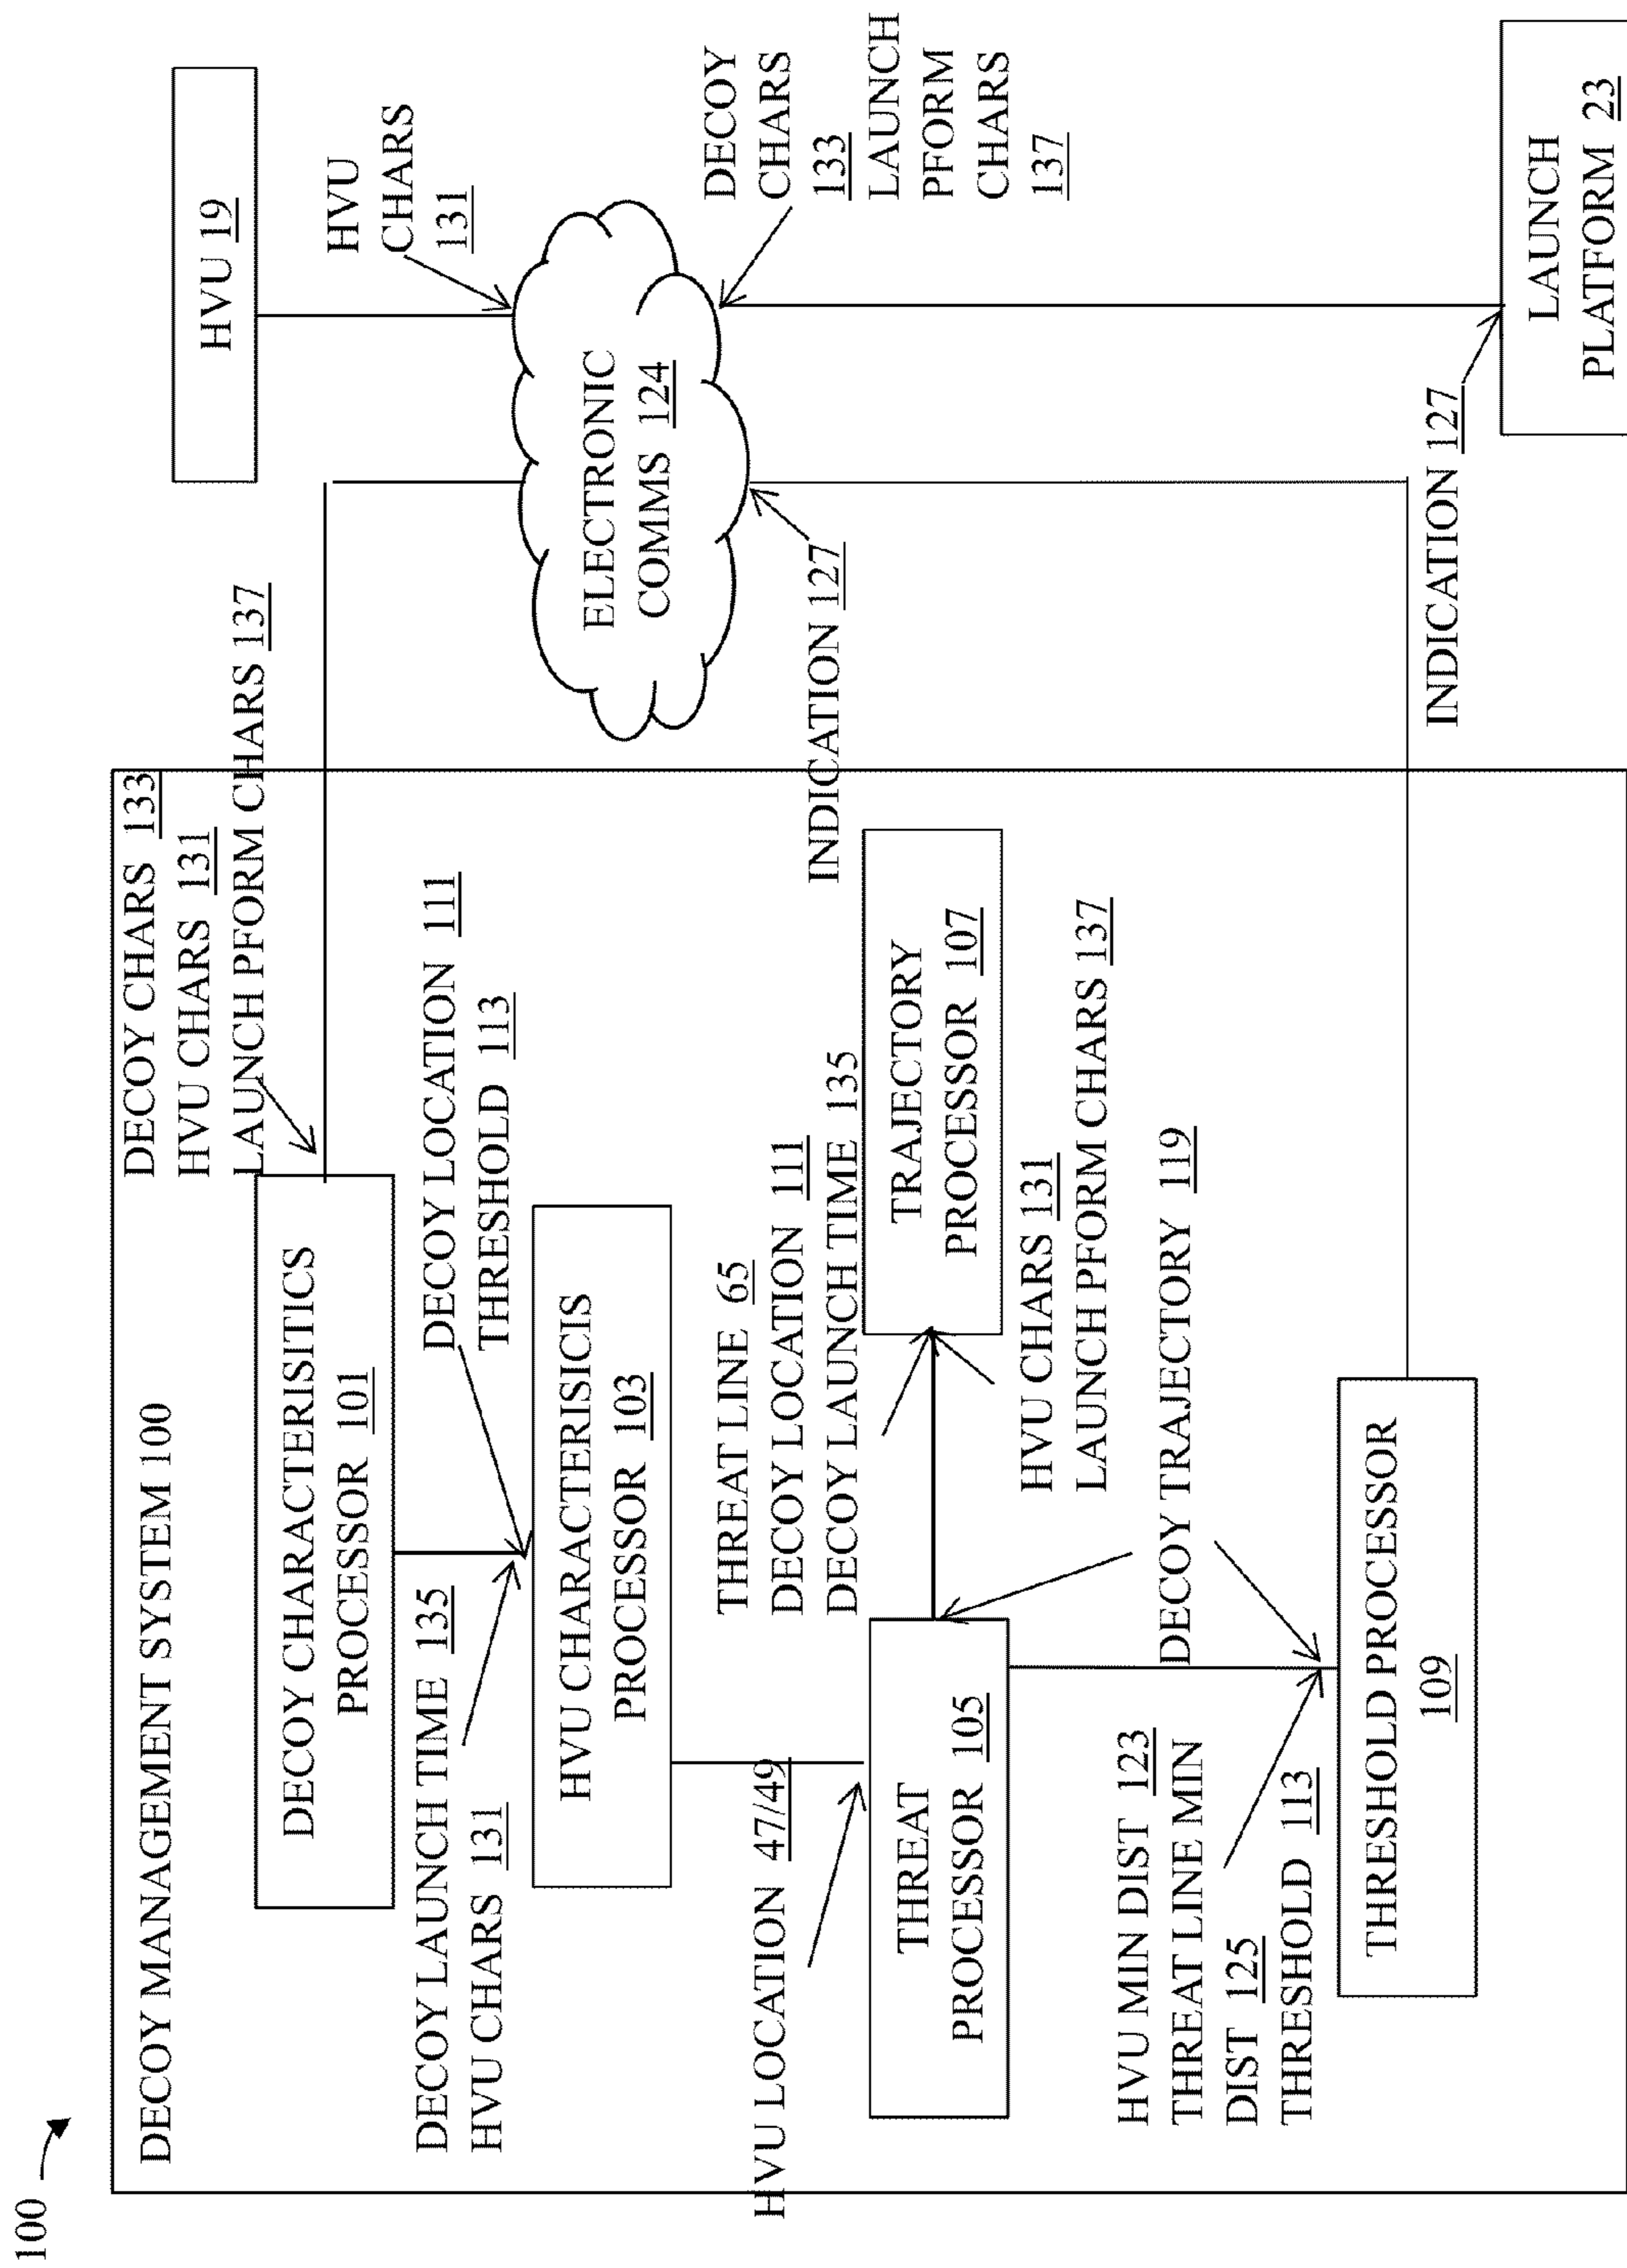 100
DECOY MANAGEMENT SYSTEM 100
DECOY CHARS 133
HVU CHARS 131
LAUNCH PFORM CHARS 137
DECOY CHARACTERISITICS
PROCESSOR 101
DECOY LAUNCH TIME 135
HVU CHARS 131
DECOY LOCATION 111
THRESHOLD 113
HVU CHARACTERISICIS
PROCESSOR 103
HVU LOCATION 47/49
THREAT LINE 65
DECOY LOCATION 111
DECOY LAUNCH TIME 135
THREAT
PROCESSOR 105
TRAJECTORY
PROCESSOR 107
HVU CHARS 131
LAUNCH PFORM CHARS 137
HVU MIN DIST 123
THREAT LINE MIN
DIST 125
THRESHOLD 113
DECOY TRAJECTORY 119
THRESHOLD PROCESSOR
109
HVU 19
HVU
CHARS
131
ELECTRONIC
COMMS 124
DECOY
CHARS
133
LAUNCH
PFORM
CHARS
137
INDICATION 127
INDICATION 127
LAUNCH
PLATFORM 23